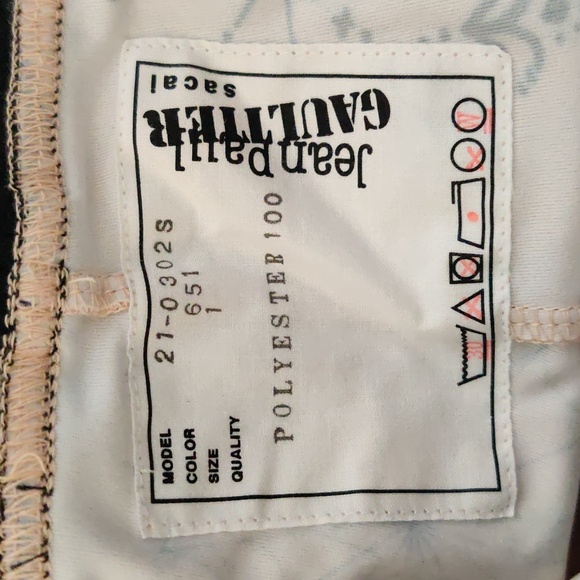 Jean Paul
GAULTIER
sacai
MODEL 21-0302S
COLOR 651
SIZE 1
QUALITY
POLYESTER 100